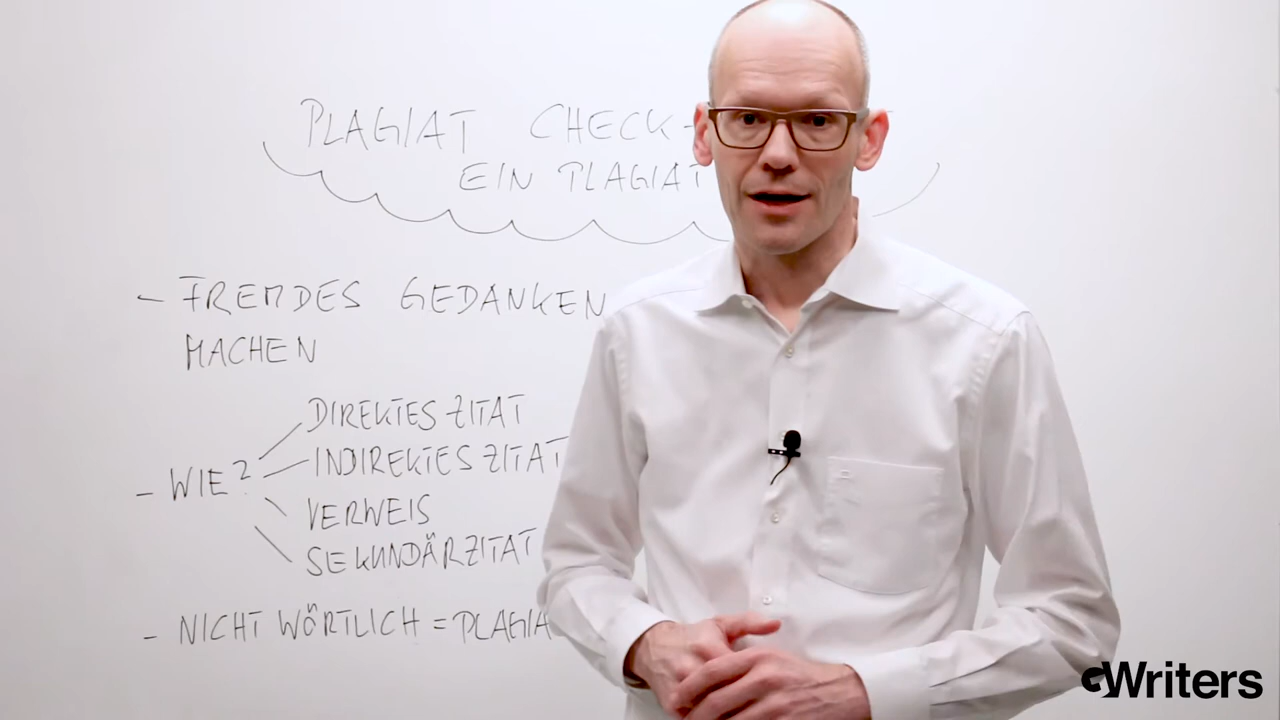 PLAGIAT CHECK-
EIN PLAGIAT
- FREMDES GEDANKEN
MACHEN
- WIE?
DIREKTES ZITAT
INDIREKTES ZITAT
VERWEIS
SEKUNDÄRZITAT
- NICHT WÖRTLICH = PLAGIA
Writers